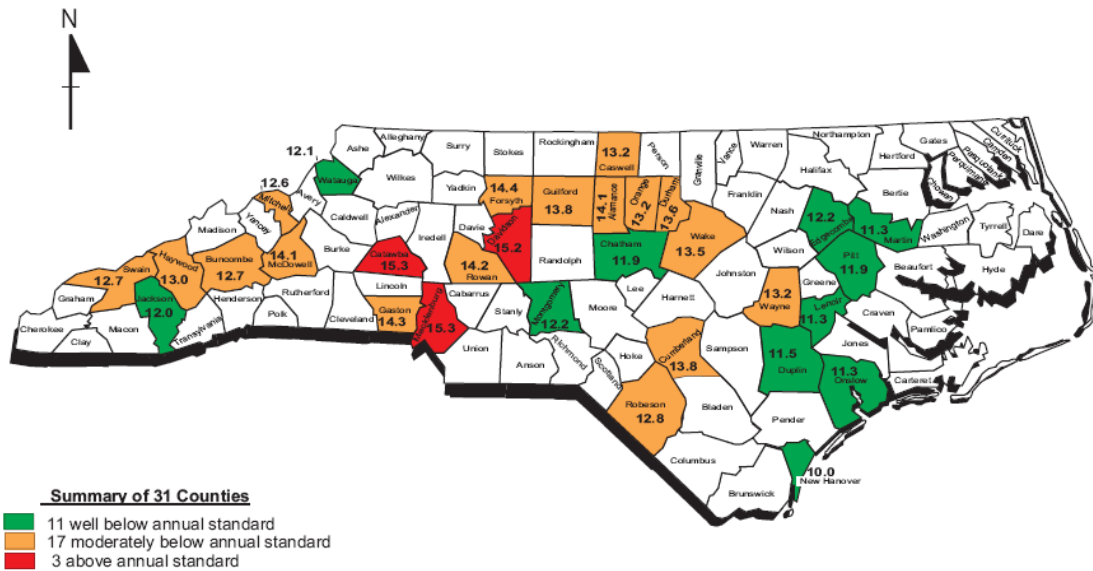 N
Ashe
Alleghany
Surry
Stokes
Rockingham
13.2
Caswell
Person
Granville
Vance
Warren
Northampton
Gates
Currituck
Camden
Pasquotank
Perquimans
Chowan
Hertford
Halifax
Bertie
12.1
Watauga
Wilkes
Yadkin
14.4
Forsyth
Guilford
13.8
14.1
Alamance
Orange
13.2
Durham
13.6
Franklin
Nash
12.2
Edgecombe
11.3
Martin
Washington
Tyrrell
Dare
12.6
Mitchell
Avery
Caldwell
Alexander
Iredell
Davie
Davidson
15.2
Randolph
Chatham
11.9
Wake
13.5
Johnston
Wilson
Pitt
11.9
Beaufort
Hyde
Madison
Yancey
Burke
Catawba
15.3
14.2
Rowan
Swain
12.7
Haywood
13.0
Buncombe
12.7
14.1
McDowell
Rutherford
Lincoln
Cabarrus
Stanly
Montgomery
12.2
Moore
Lee
Harnett
13.2
Wayne
Greene
Lenoir
11.3
Craven
Pamlico
Graham
Jackson
12.0
Henderson
Polk
Cleveland
Gaston
14.3
Mecklenburg
15.3
Cherokee
Clay
Macon
Transylvania
Union
Anson
Richmond
Scotland
Hoke
Cumberland
13.8
Sampson
11.5
Duplin
Jones
11.3
Onslow
Carteret
Robeson
12.8
Bladen
Pender
Columbus
Brunswick
10.0
New Hanover
Summary of 31 Counties
11 well below annual standard
17 moderately below annual standard
3 above annual standard